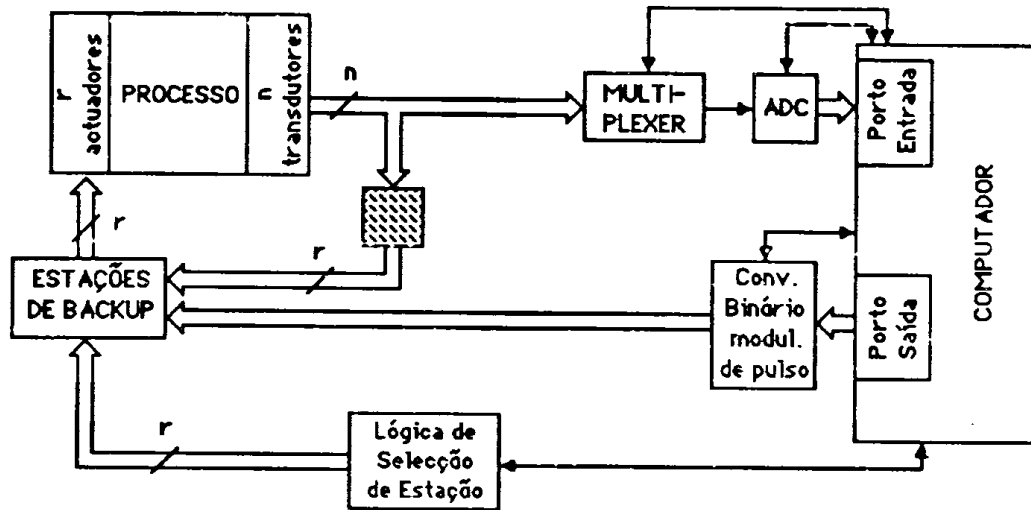 r
aotuadores
PROCESSO
n
transdutores
n
MULTI-
PLEXER
ADC
Porto
Entrada
COMPUTADOR
r
r
ESTAÇÕES
DE BACKUP
Conv.
Binário
modul.
de pulso
Porto
Saída
r
Lógica de
Selecção
de Estação